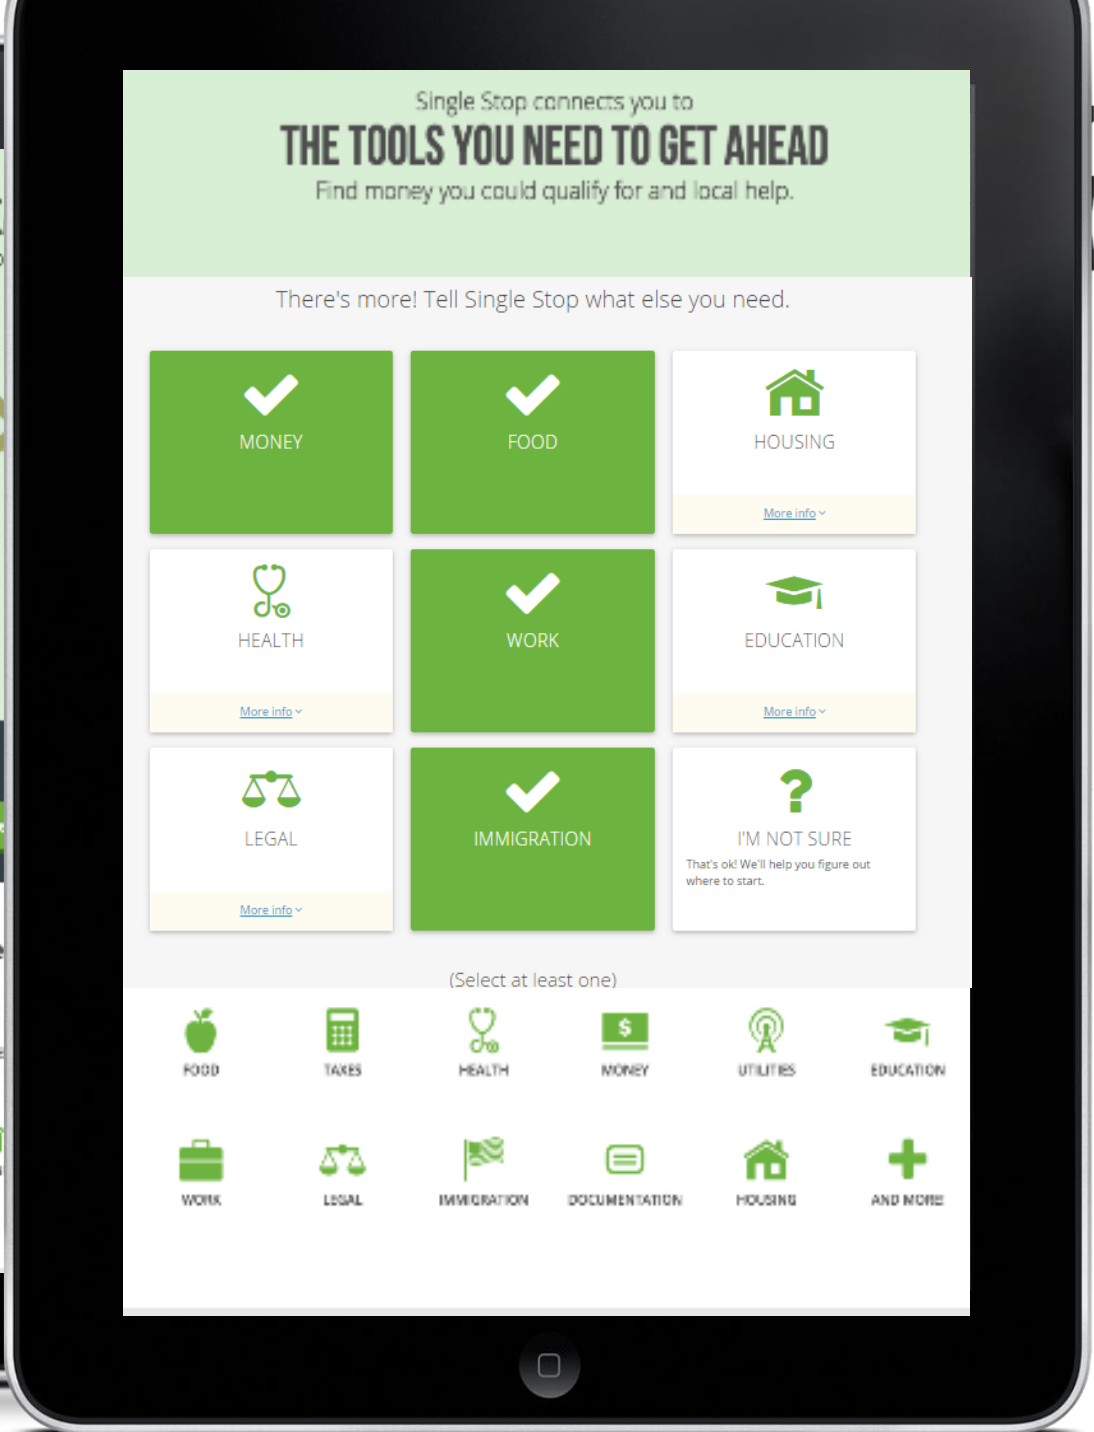 Single Stop connects you to
THE TOOLS YOU NEED TO GET AHEAD
Find money you could qualify for and local help.
There's more! Tell Single Stop what else you need.
MONEY
FOOD
HOUSING
More info
HEALTH
WORK
EDUCATION
More info
More info
LEGAL
IMMIGRATION
I'M NOT SURE
That's ok! We'll help you figure out
where to start.
More info
(Select at least one)
FOOD
TAXES
HEALTH
$
MONEY
UTILITIES
EDUCATION
WORK
LEGAL
IMMIGRATION
DOCUMENTATION
HOUSING
AND MORE!